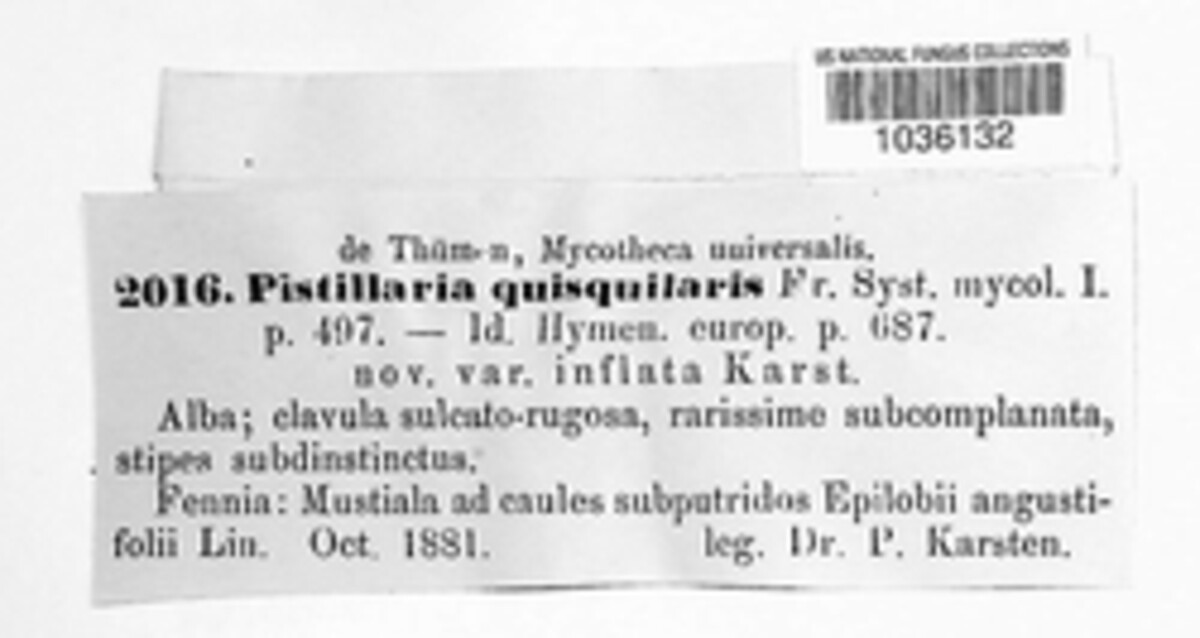 US NATIONAL FUNGUS COLLECTIONS
1036132
de Thümen, Mycotheca universalis.
2016. Pistillaria quisquilaris Fr. Syst. mycol. I.
p. 497. — Id. Hymen. europ. p. 687.
nov. var. inflata Karst.
Alba; clavula sulcato-rugosa, rarissime subcomplanata,
stipes subdinstinctus.
Fennia: Mustiala ad caules subputridos Epilobii angusti-
folii Lin. Oct. 1881. leg. Dr. P. Karsten.